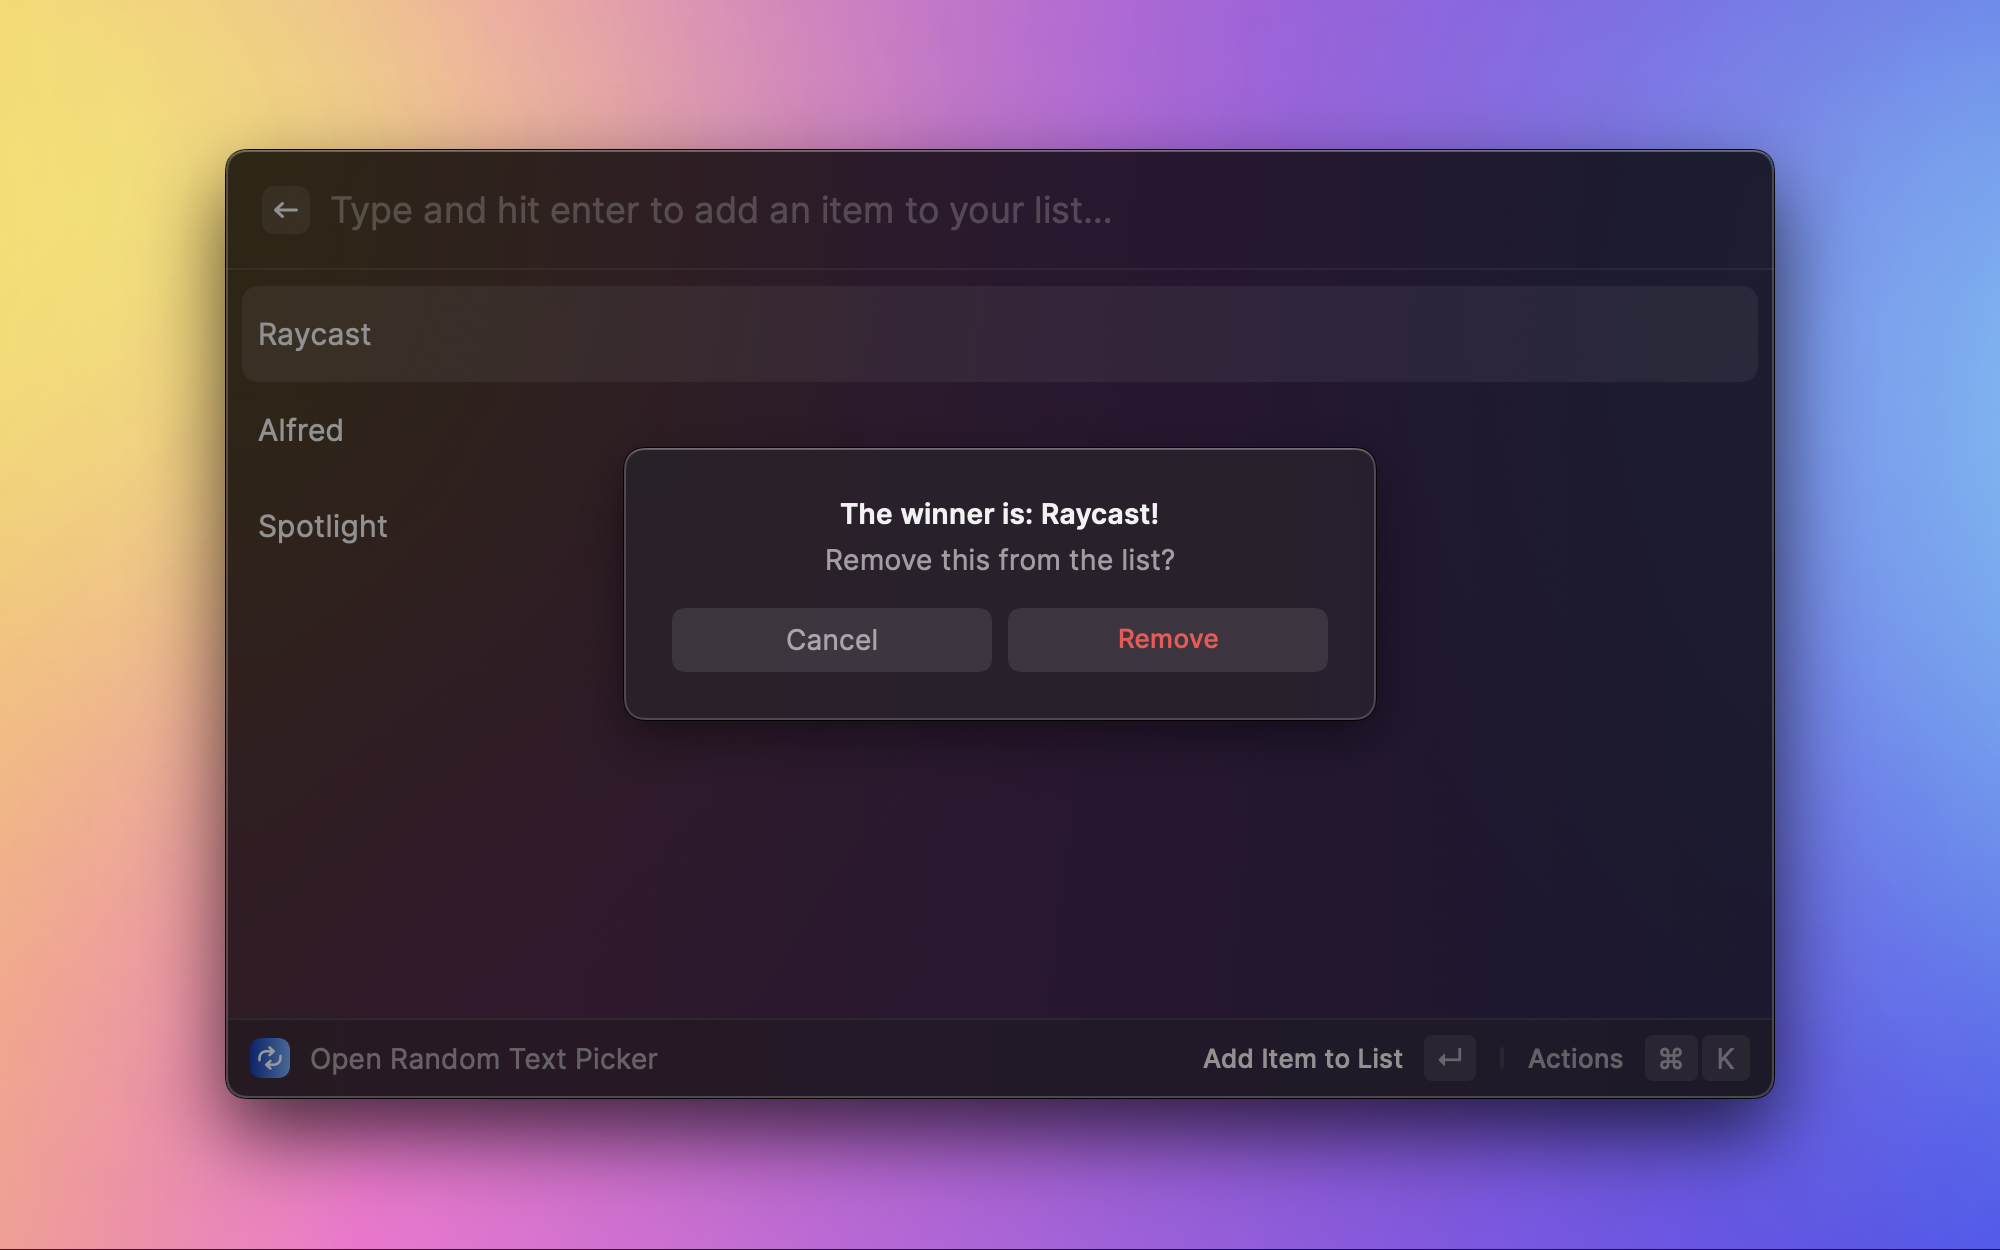 Type and hit enter to add an item to your list...
Raycast
Alfred
Spotlight
The winner is: Raycast!
Remove this from the list?
Cancel Remove
Open Random Text Picker Add Item to List Actions ⌘ K